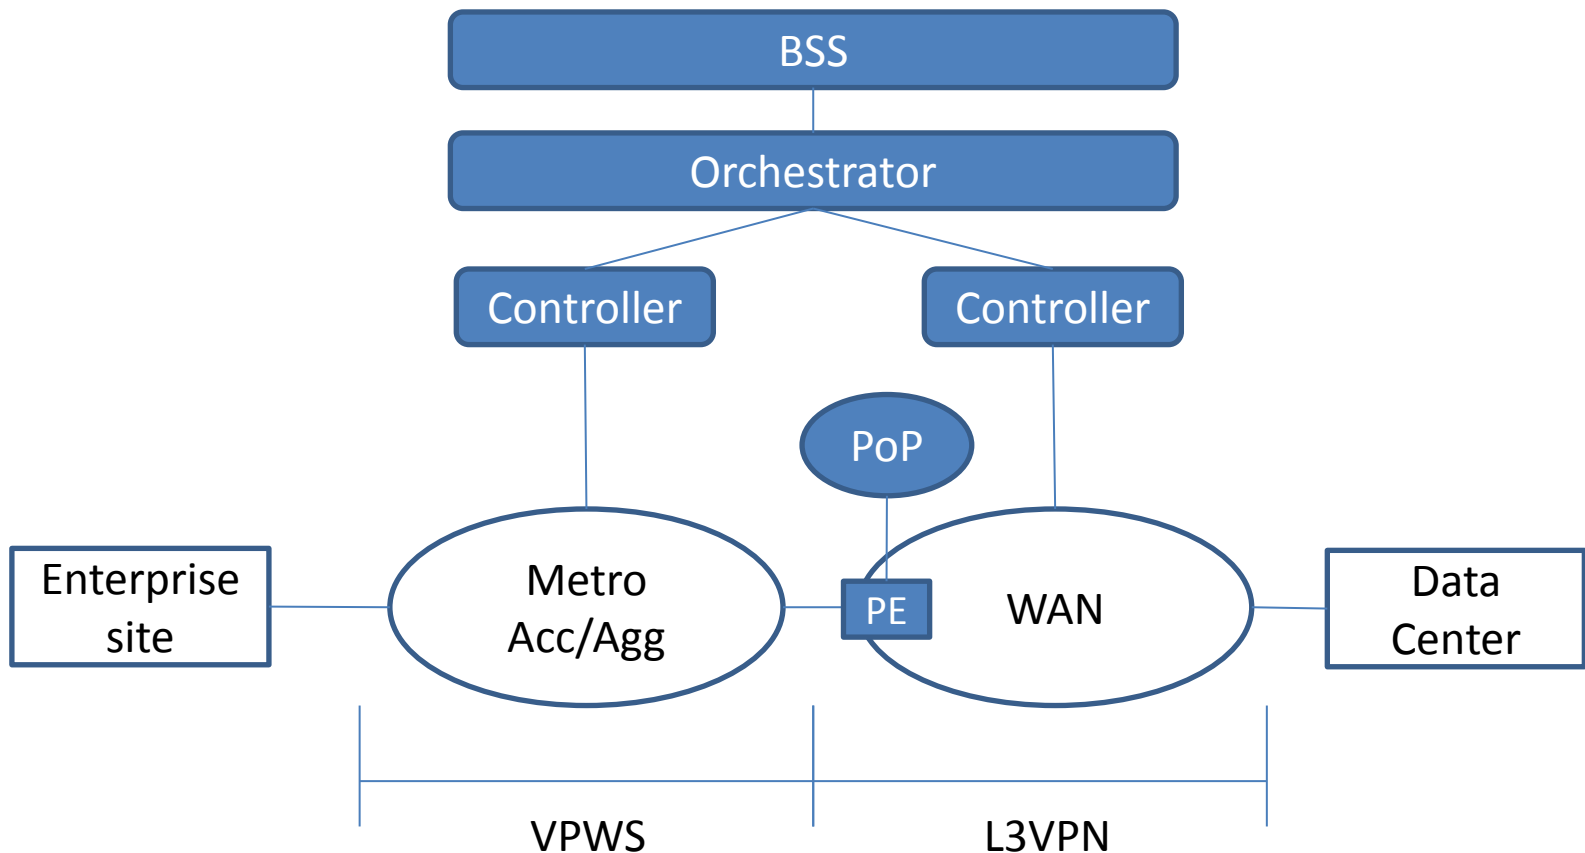 BSS
Orchestrator
Controller
Controller
PoP
Enterprise
site
Metro
Acc/Agg
PE
WAN
Data
Center
VPWS
L3VPN